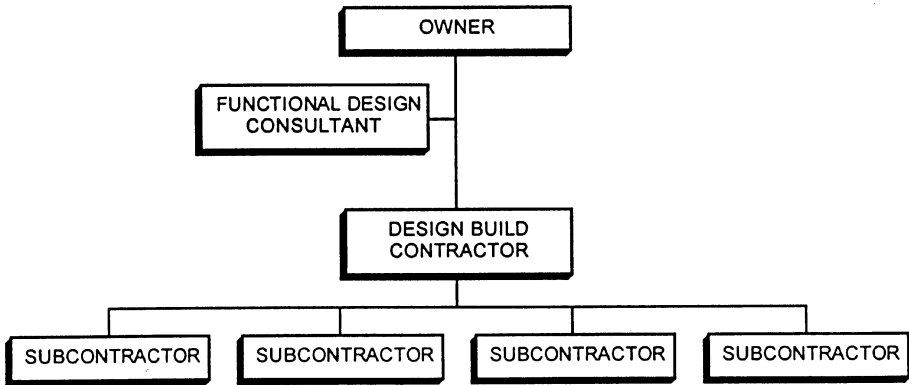 OWNER
FUNCTIONAL DESIGN
CONSULTANT
DESIGN BUILD
CONTRACTOR
SUBCONTRACTOR
SUBCONTRACTOR
SUBCONTRACTOR
SUBCONTRACTOR